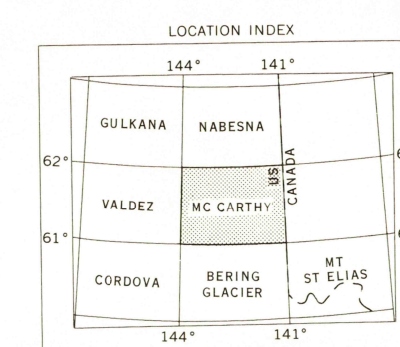 LOCATION INDEX
144° 141°
GULKANA NABESNA
62°
US
CANADA
VALDEZ MC CARTHY
61°
CORDOVA BERING GLACIER MT ST ELIAS
144° 141°